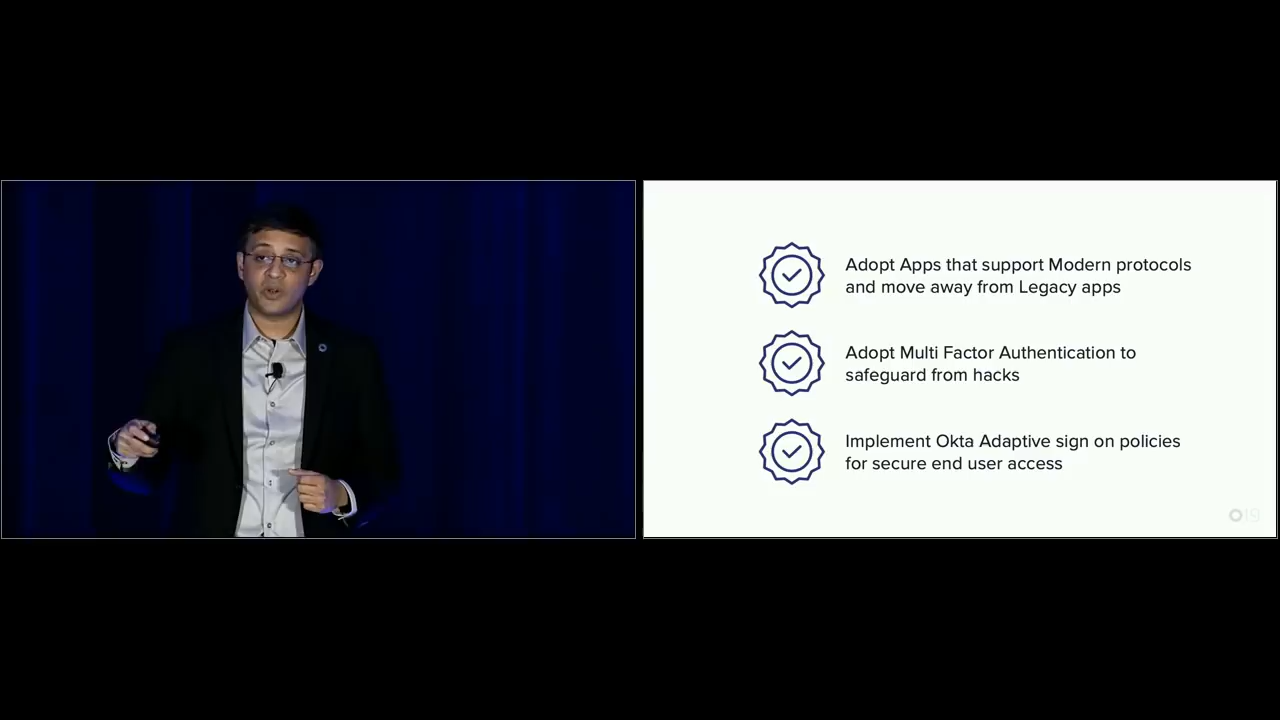 Adopt Apps that support Modern protocols
and move away from Legacy apps
Adopt Multi Factor Authentication to
safeguard from hacks
Implement Okta Adaptive sign on policies
for secure end user access
O19